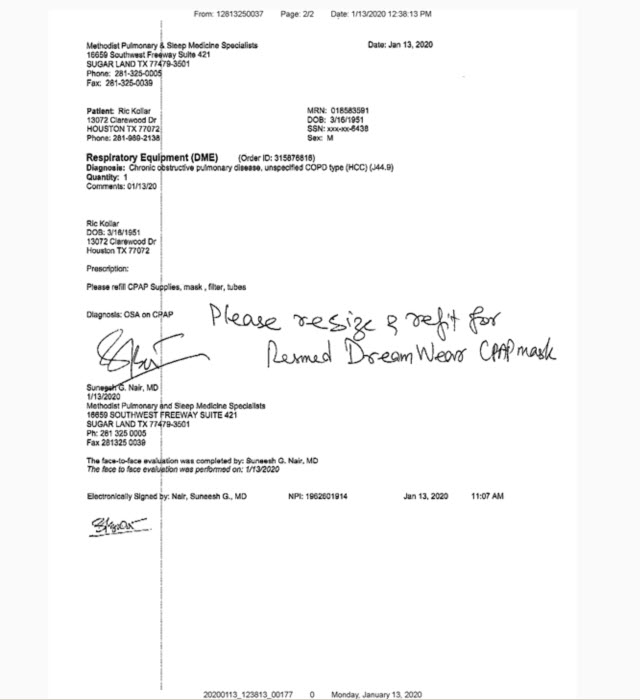 From: 12813250037 Page: 2/2 Date: 1/13/2020 12:38:13 PM
Methodist Pulmonary & Sleep Medicine Specialists Date: Jan 13, 2020
16659 Southwest Freeway Suite 421
SUGAR LAND TX 77479-3501
Phone: 281-325-0005
Fax: 281-325-0039
Patient: Ric Kollar MRN: 016583591
13072 Clarewood Dr DOB: 3/16/1951
HOUSTON TX 77072 SSN: xxx-xx-6438
Phone: 281-989-2138 Sex: M
Respiratory Equipment (DME) (Order ID: 315876816)
Diagnosis: Chronic obstructive pulmonary disease, unspecified COPD type (HCC) (J44.9)
Quantity: 1
Comments: 01/13/20
Ric Kollar
DOB: 3/16/1951
13072 Clarewood Dr
Houston TX 77072
Prescription:
Please refill CPAP Supplies, mask , filter, tubes
Diagnosis: OSA on CPAP
Please resize & refit for
Resmed DreamWear CPAP mask
Suneesh G. Nair, MD
1/13/2020
Methodist Pulmonary and Sleep Medicine Specialists
16659 SOUTHWEST FREEWAY SUITE 421
SUGAR LAND TX 77479-3501
Ph: 281 325 0005
Fax 281325 0039
The face-to-face evaluation was completed by: Suneesh G. Nair, MD
The face to face evaluation was performed on: 1/13/2020
Electronically Signed by: Nair, Suneesh G., MD NPI: 1962601914 Jan 13, 2020 11:07 AM
20200113_123813_00177 0 Monday, January 13, 2020